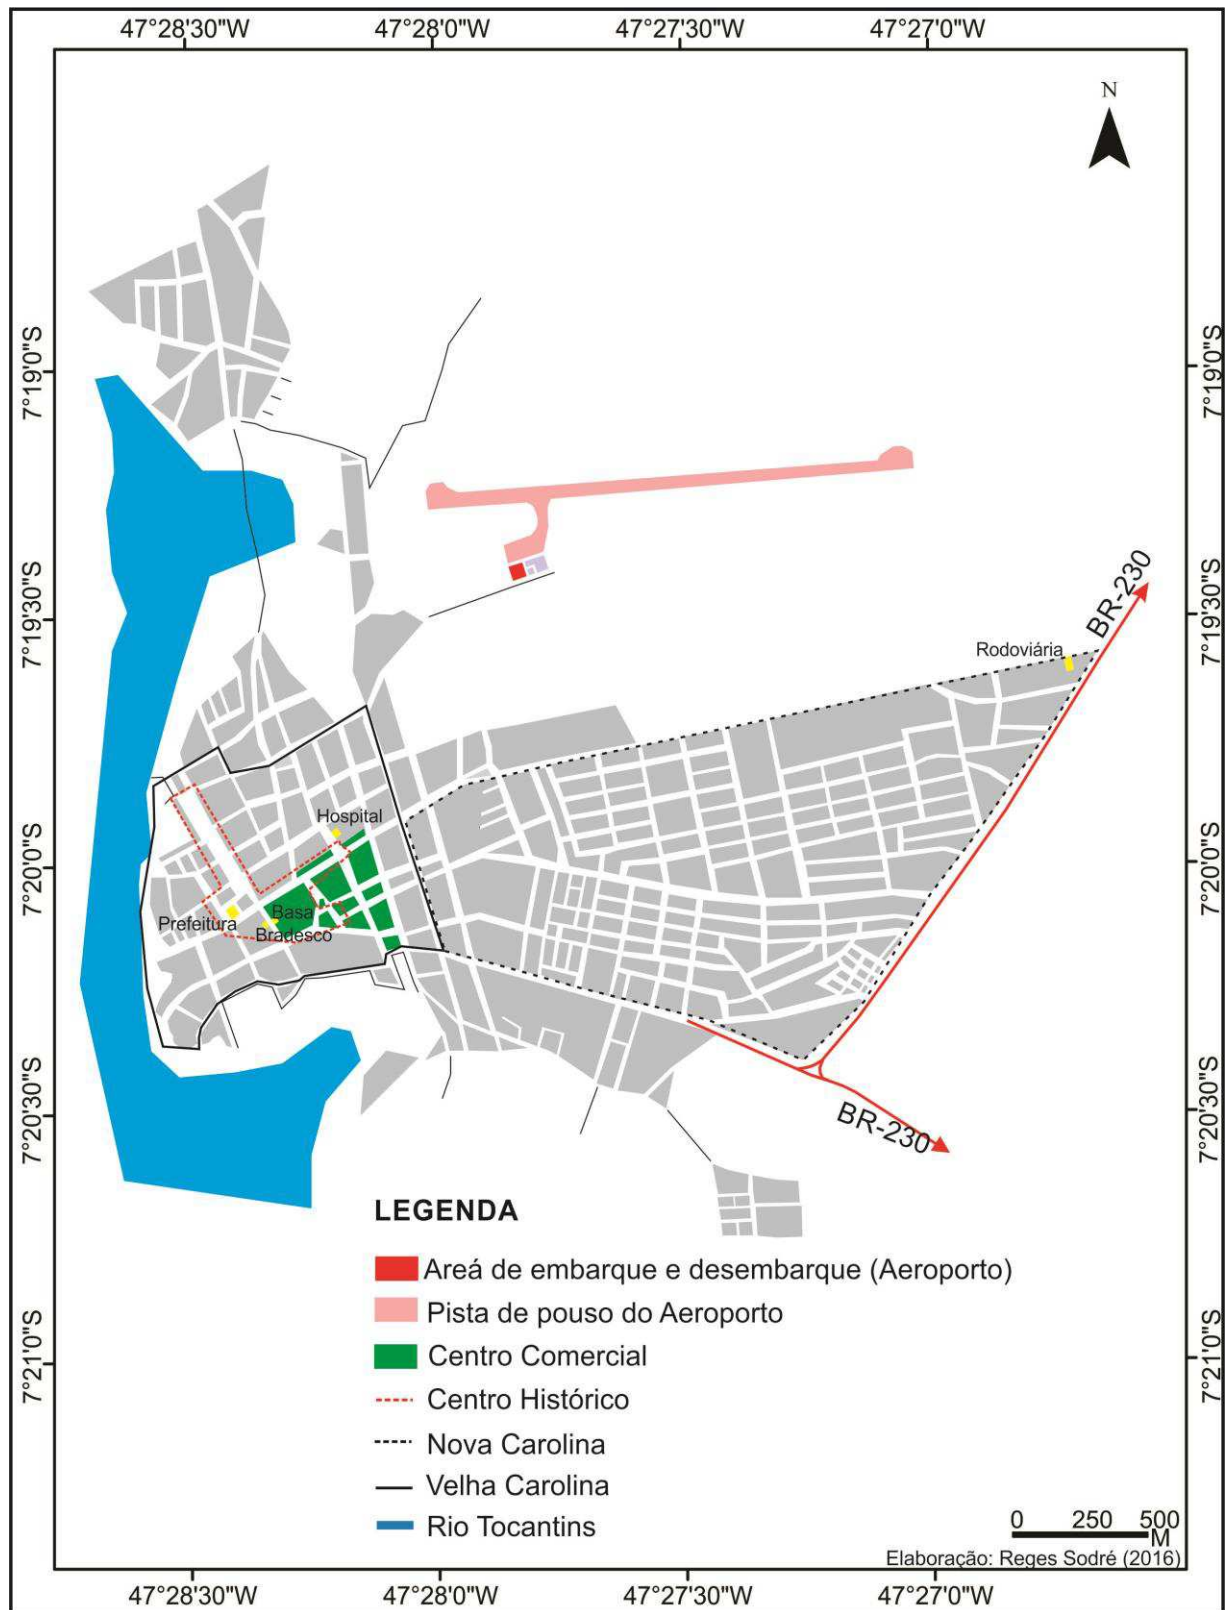 47°28'30"W 47°28'0"W 47°27'30"W 47°27'0"W
N
7°19'0"S 7°19'0"S
7°19'30"S 7°19'30"S
BR-230
Rodoviária
Hospital
7°20'0"S 7°20'0"S
Basa
Prefeitura
Bradesco
7°20'30"S 7°20'30"S
BR-230
LEGENDA
Areá de embarque e desembarque (Aeroporto)
Pista de pouso do Aeroporto
7°21'0"S 7°21'0"S
Centro Comercial
Centro Histórico
Nova Carolina
Velha Carolina
Rio Tocantins
0 250 500
M
Elaboração: Reges Sodré (2016)
47°28'30"W 47°28'0"W 47°27'30"W 47°27'0"W